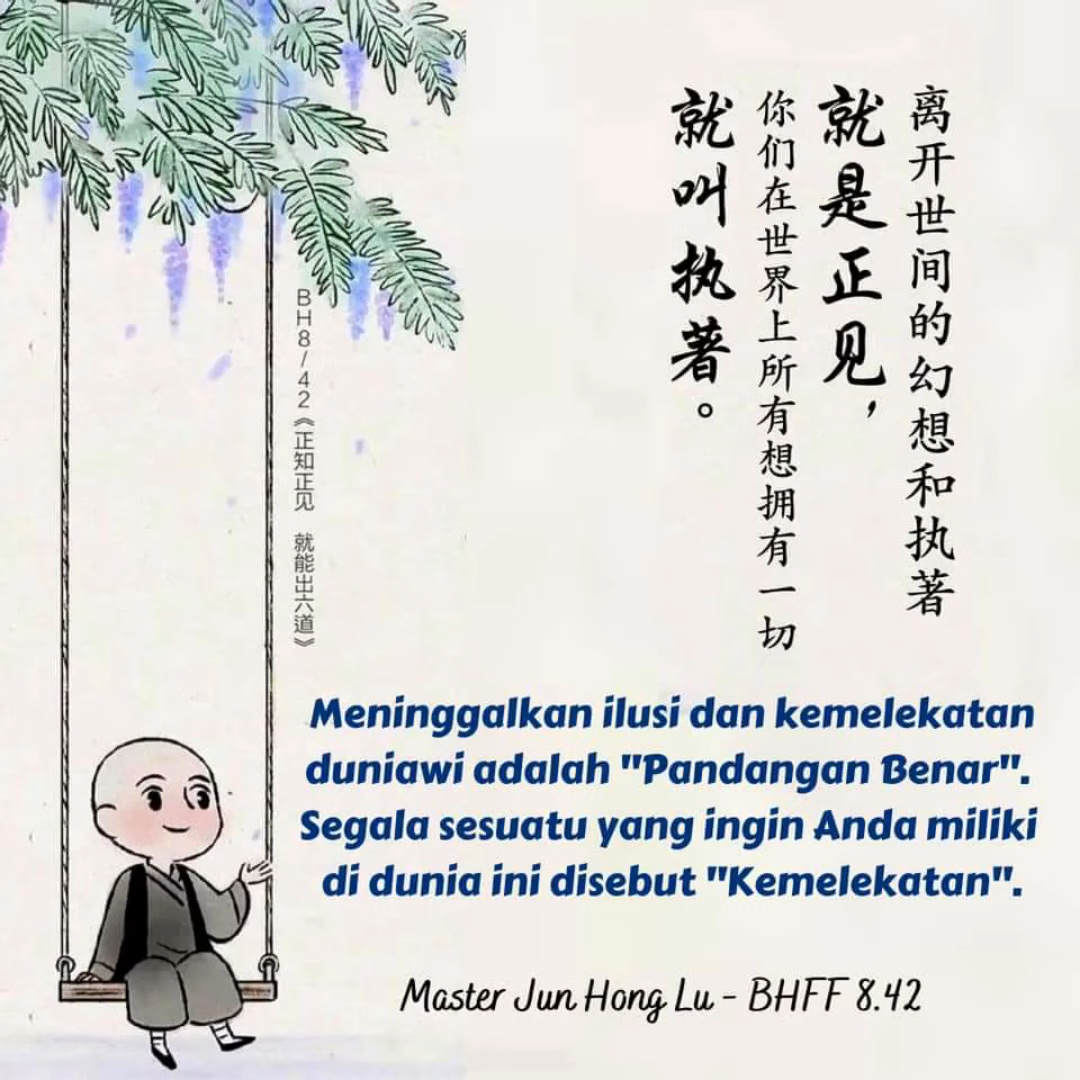 离开世间的幻想和执著
就是正见，
你们在世界上所有想拥有一切
就叫执著。
BH8/42《正知正见 就能出六道》
Meninggalkan ilusi dan kemelekatan
duniawi adalah "Pandangan Benar".
Segala sesuatu yang ingin Anda miliki
di dunia ini disebut "Kemelekatan".
Master Jun Hong Lu - BHFF 8.42